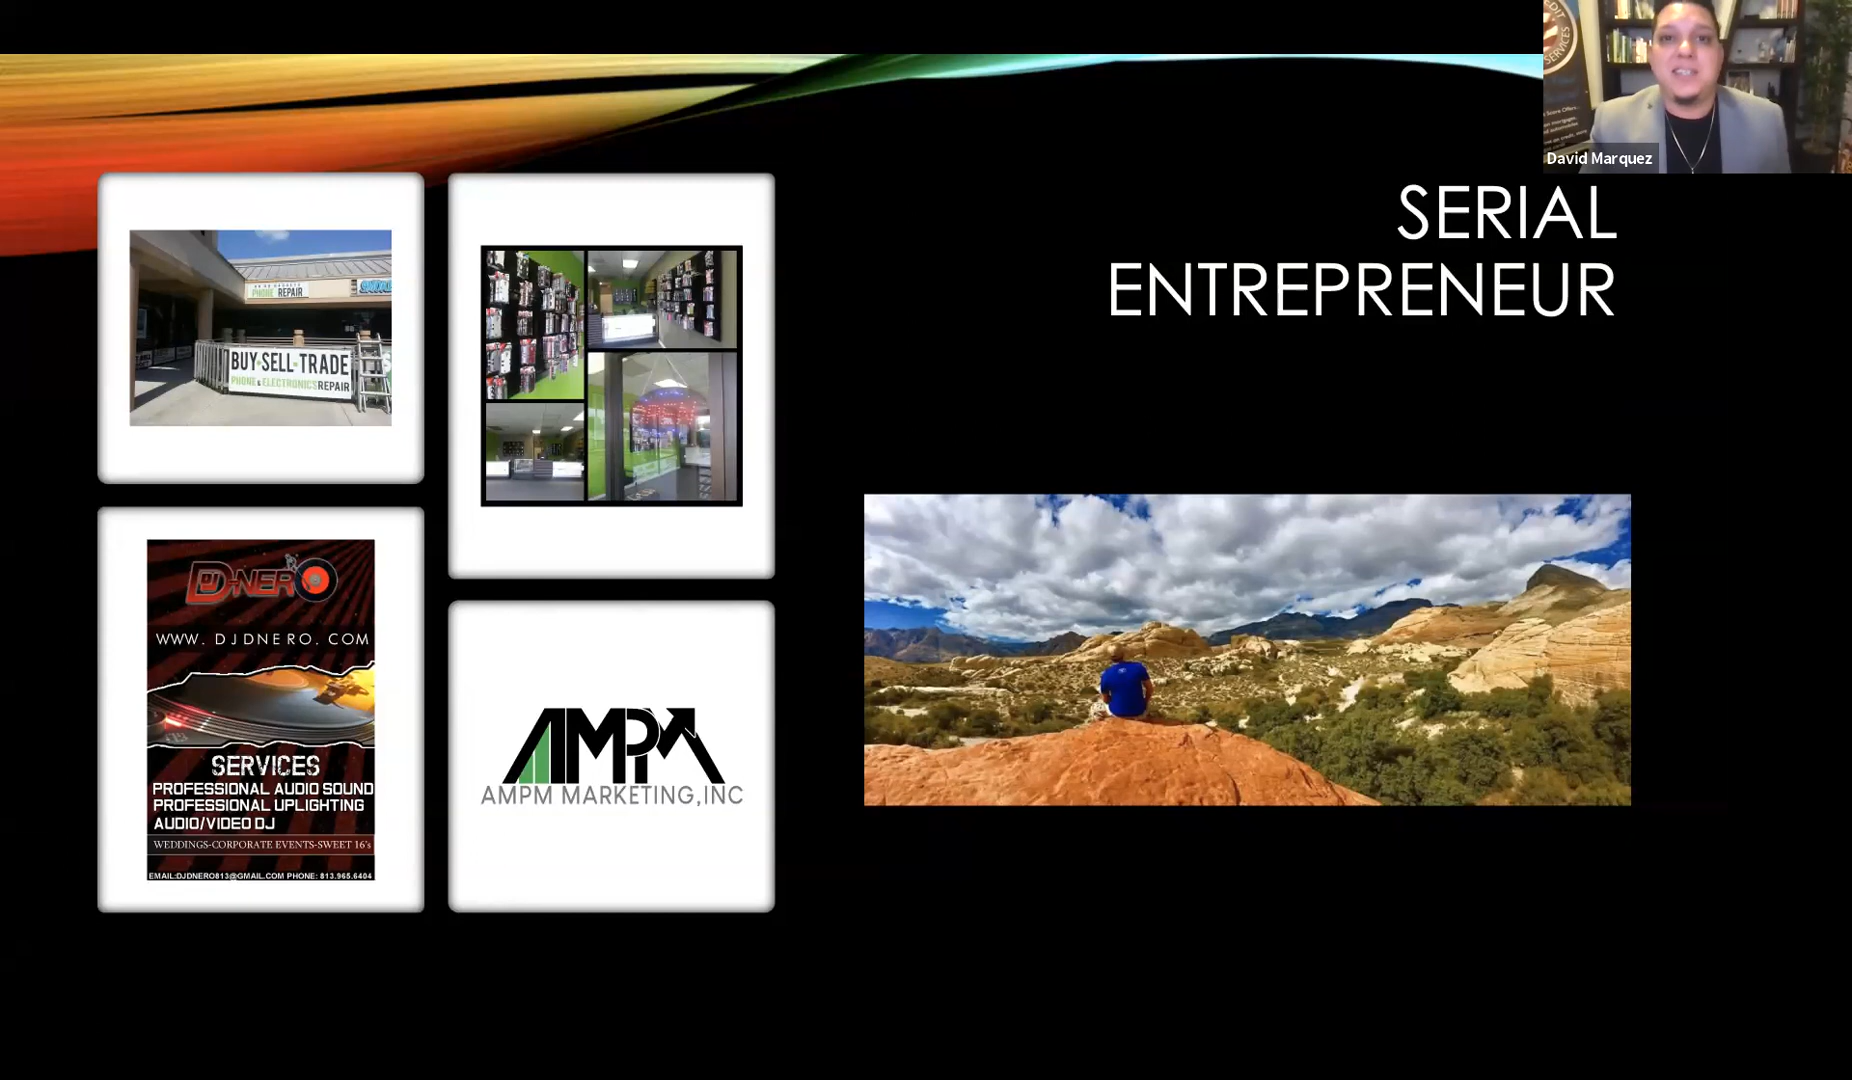 SERIAL
ENTREPRENEUR
David Marquez
PHONE REPAIR
BUY·SELL·TRADE
PHONE & ELECTRONICS REPAIR
DJ D-NERO
WWW. DJDNERO. COM
SERVICES
PROFESSIONAL AUDIO SOUND
PROFESSIONAL UPLIGHTING
AUDIO/VIDEO DJ
WEDDINGS-CORPORATE EVENTS-SWEET 16's
EMAIL:DJDNERO813@GMAIL.COM PHONE: 813.965.6404
AMPM
AMPM MARKETING,INC
SERVICES